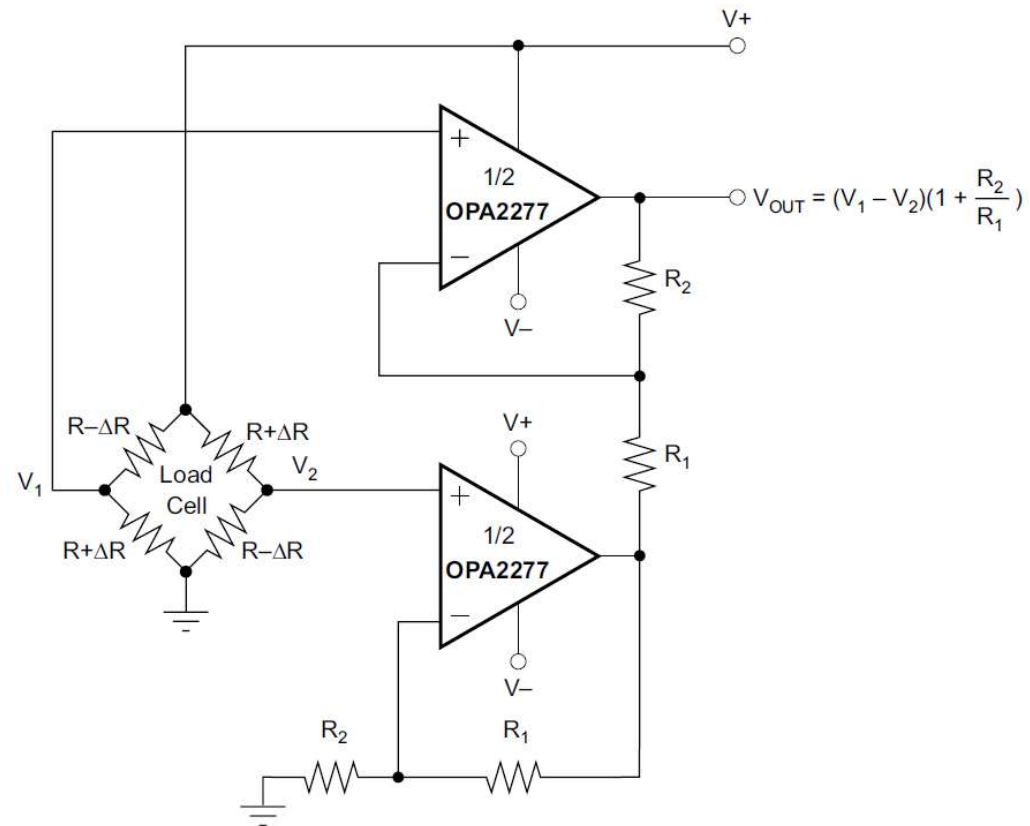 V+
+
1/2
OPA2277
−
V−
V_OUT = (V_1 − V_2)(1 + R_2/R_1)
R_2
R−ΔR
R+ΔR
V_1
Load
Cell
V_2
R+ΔR
R−ΔR
V+
R_1
+
1/2
OPA2277
−
V−
R_2
R_1